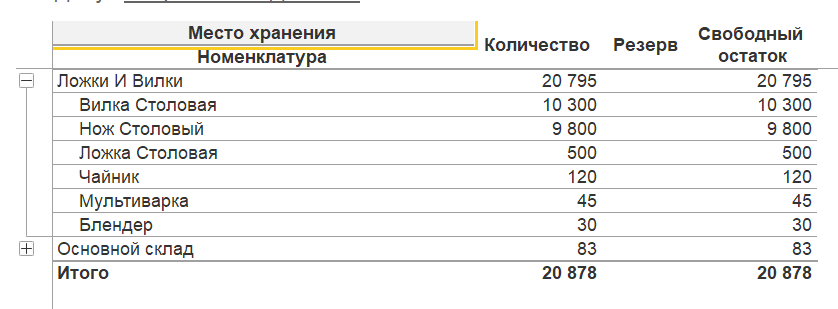 Место хранения
Номенклатура
Количество Резерв Свободный остаток
Ложки И Вилки 20 795 20 795
Вилка Столовая 10 300 10 300
Нож Столовый 9 800 9 800
Ложка Столовая 500 500
Чайник 120 120
Мультиварка 45 45
Блендер 30 30
Основной склад 83 83
Итого 20 878 20 878